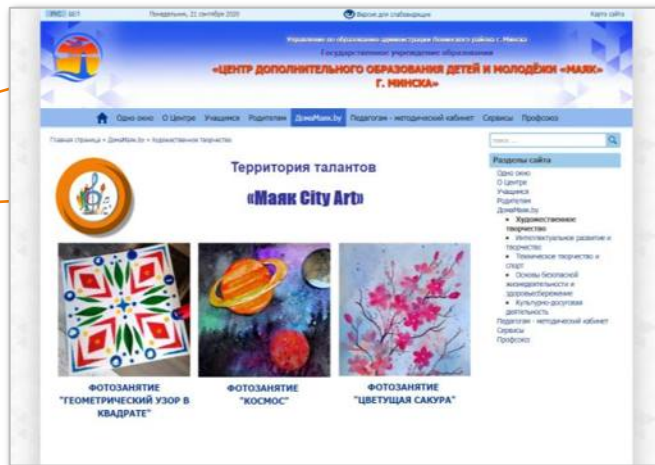 РУС БЕЛ
Понедельник, 21 сентября 2020
Версия для слабовидящих
Карта сайта
Управление по образованию администрации Ленинского района г. Минска
Государственное учреждение образования
«ЦЕНТР ДОПОЛНИТЕЛЬНОГО ОБРАЗОВАНИЯ ДЕТЕЙ И МОЛОДЁЖИ «МАЯК»
Г. МИНСКА»
Одно окно О Центре Учащимся Родителям ДомаМаяк.by Педагогам - методический кабинет Сервисы Профсоюз
Главная страница » ДомаМаяк.by » Художественное творчество
поиск ...
Территория талантов
«Маяк City Art»
Разделы сайта
Одно окно
О Центре
Учащимся
Родителям
ДомаМаяк.by
• Художественное
творчество
• Интеллектуальное развитие и
творчество
• Техническое творчество и
спорт
• Основы безопасной
жизнедеятельности и
здоровьесбережение
• Культурно-досуговая
деятельность
Педагогам - методический кабинет
Сервисы
Профсоюз
ФОТОЗАНЯТИЕ
"ГЕОМЕТРИЧЕСКИЙ УЗОР В
КВАДРАТЕ"
ФОТОЗАНЯТИЕ
"КОСМОС"
ФОТОЗАНЯТИЕ
"ЦВЕТУЩАЯ САКУРА"